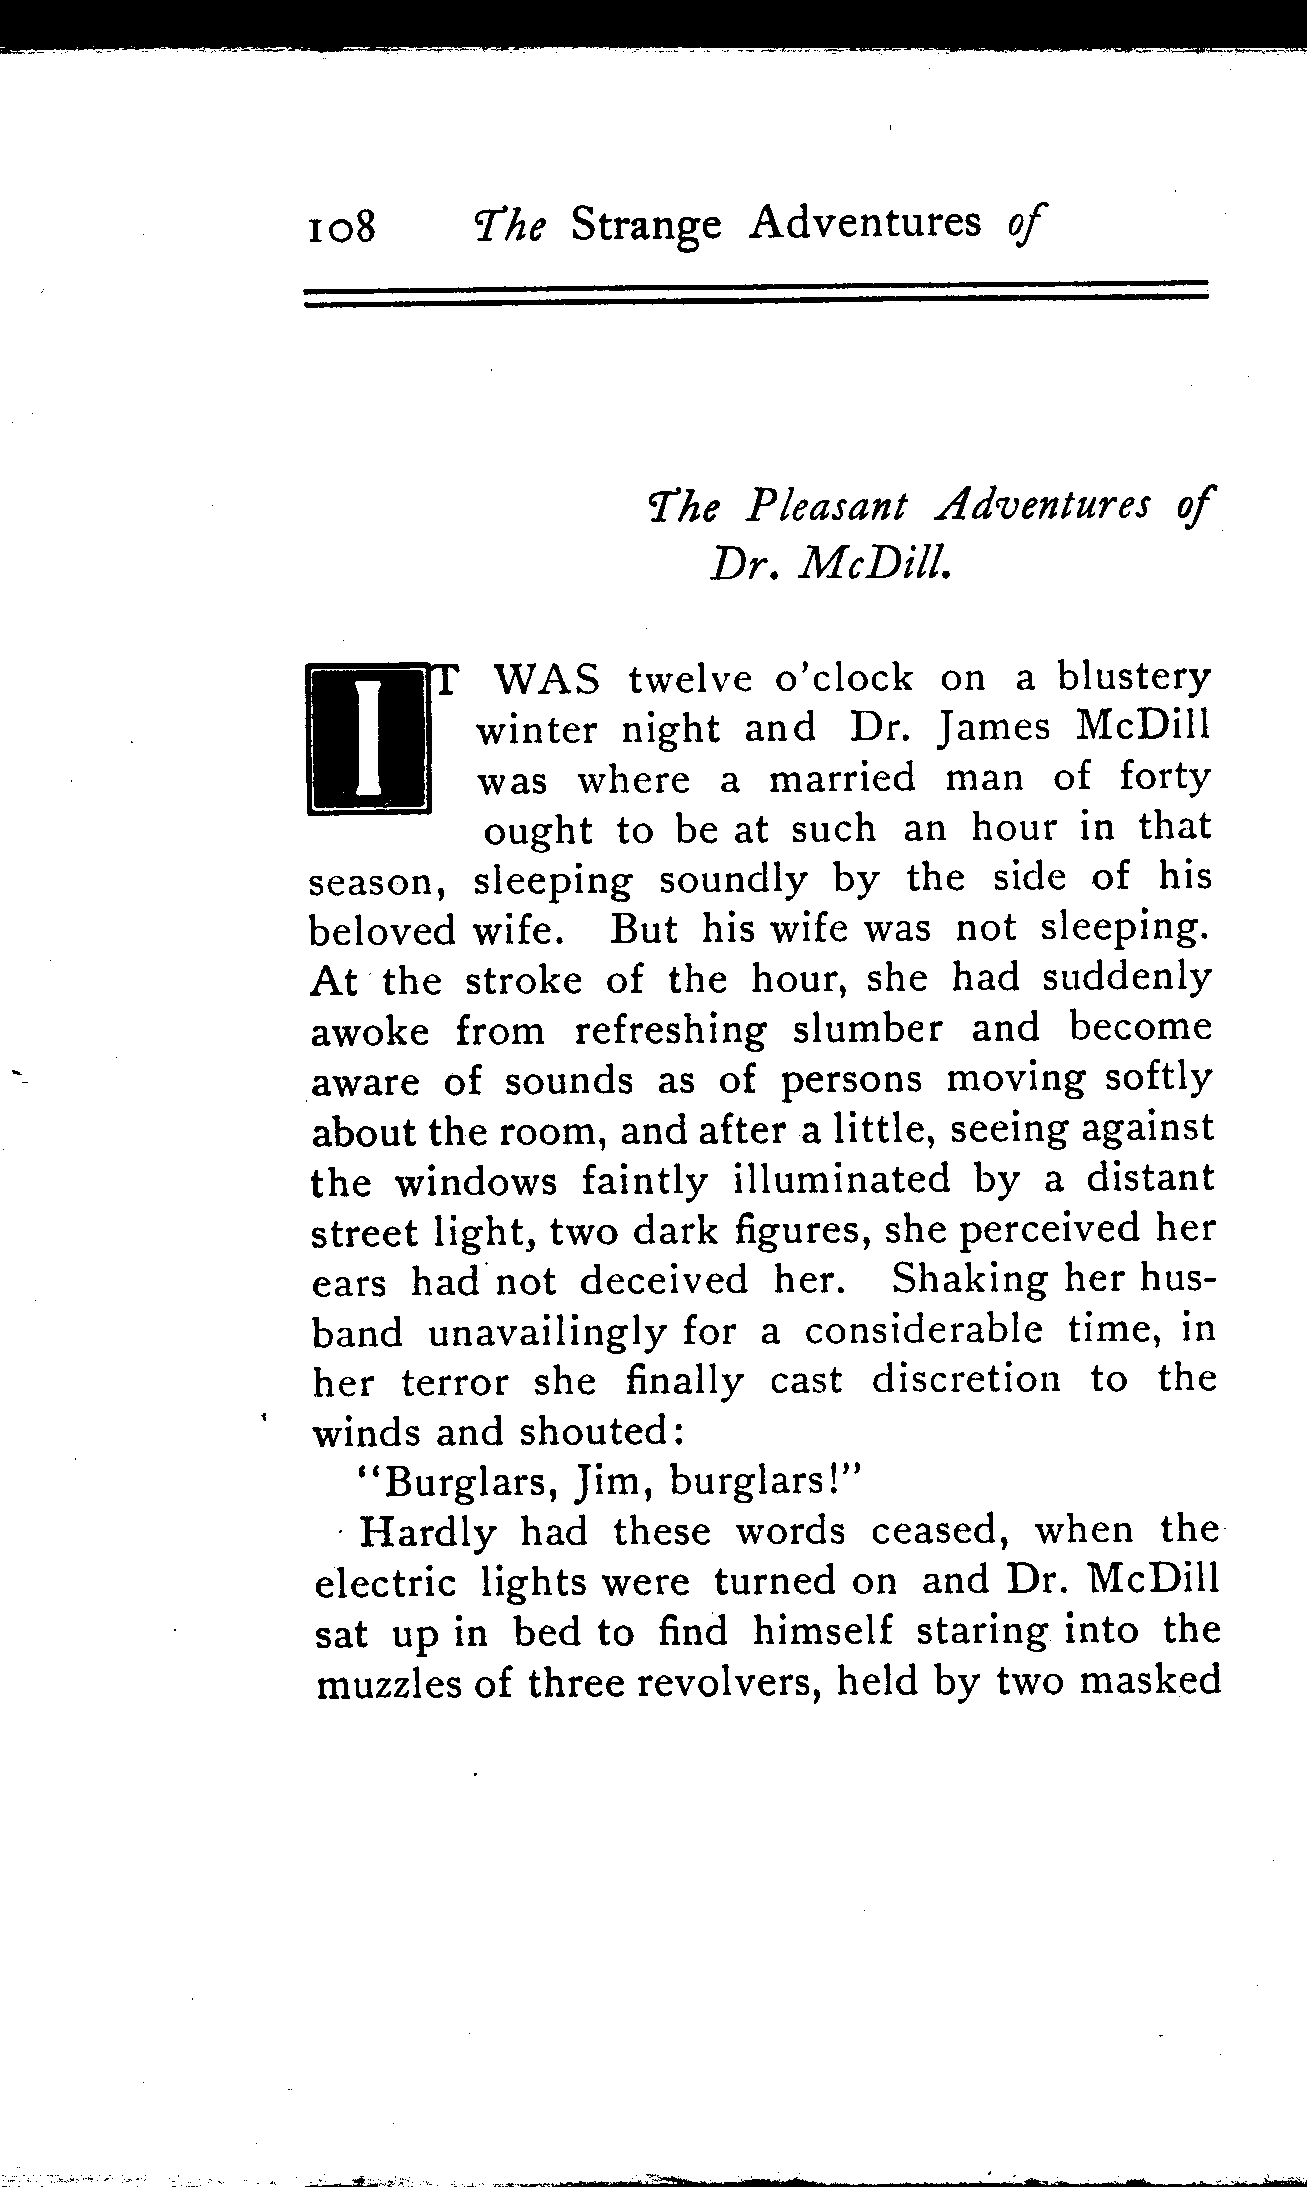 108 The Strange Adventures of
The Pleasant Adventures of
Dr. McDill.
IT WAS twelve o'clock on a blustery
winter night and Dr. James McDill
was where a married man of forty
ought to be at such an hour in that
season, sleeping soundly by the side of his
beloved wife. But his wife was not sleeping.
At the stroke of the hour, she had suddenly
awoke from refreshing slumber and become
aware of sounds as of persons moving softly
about the room, and after a little, seeing against
the windows faintly illuminated by a distant
street light, two dark figures, she perceived her
ears had not deceived her. Shaking her hus-
band unavailingly for a considerable time, in
her terror she finally cast discretion to the
winds and shouted:
"Burglars, Jim, burglars!"
Hardly had these words ceased, when the
electric lights were turned on and Dr. McDill
sat up in bed to find himself staring into the
muzzles of three revolvers, held by two masked